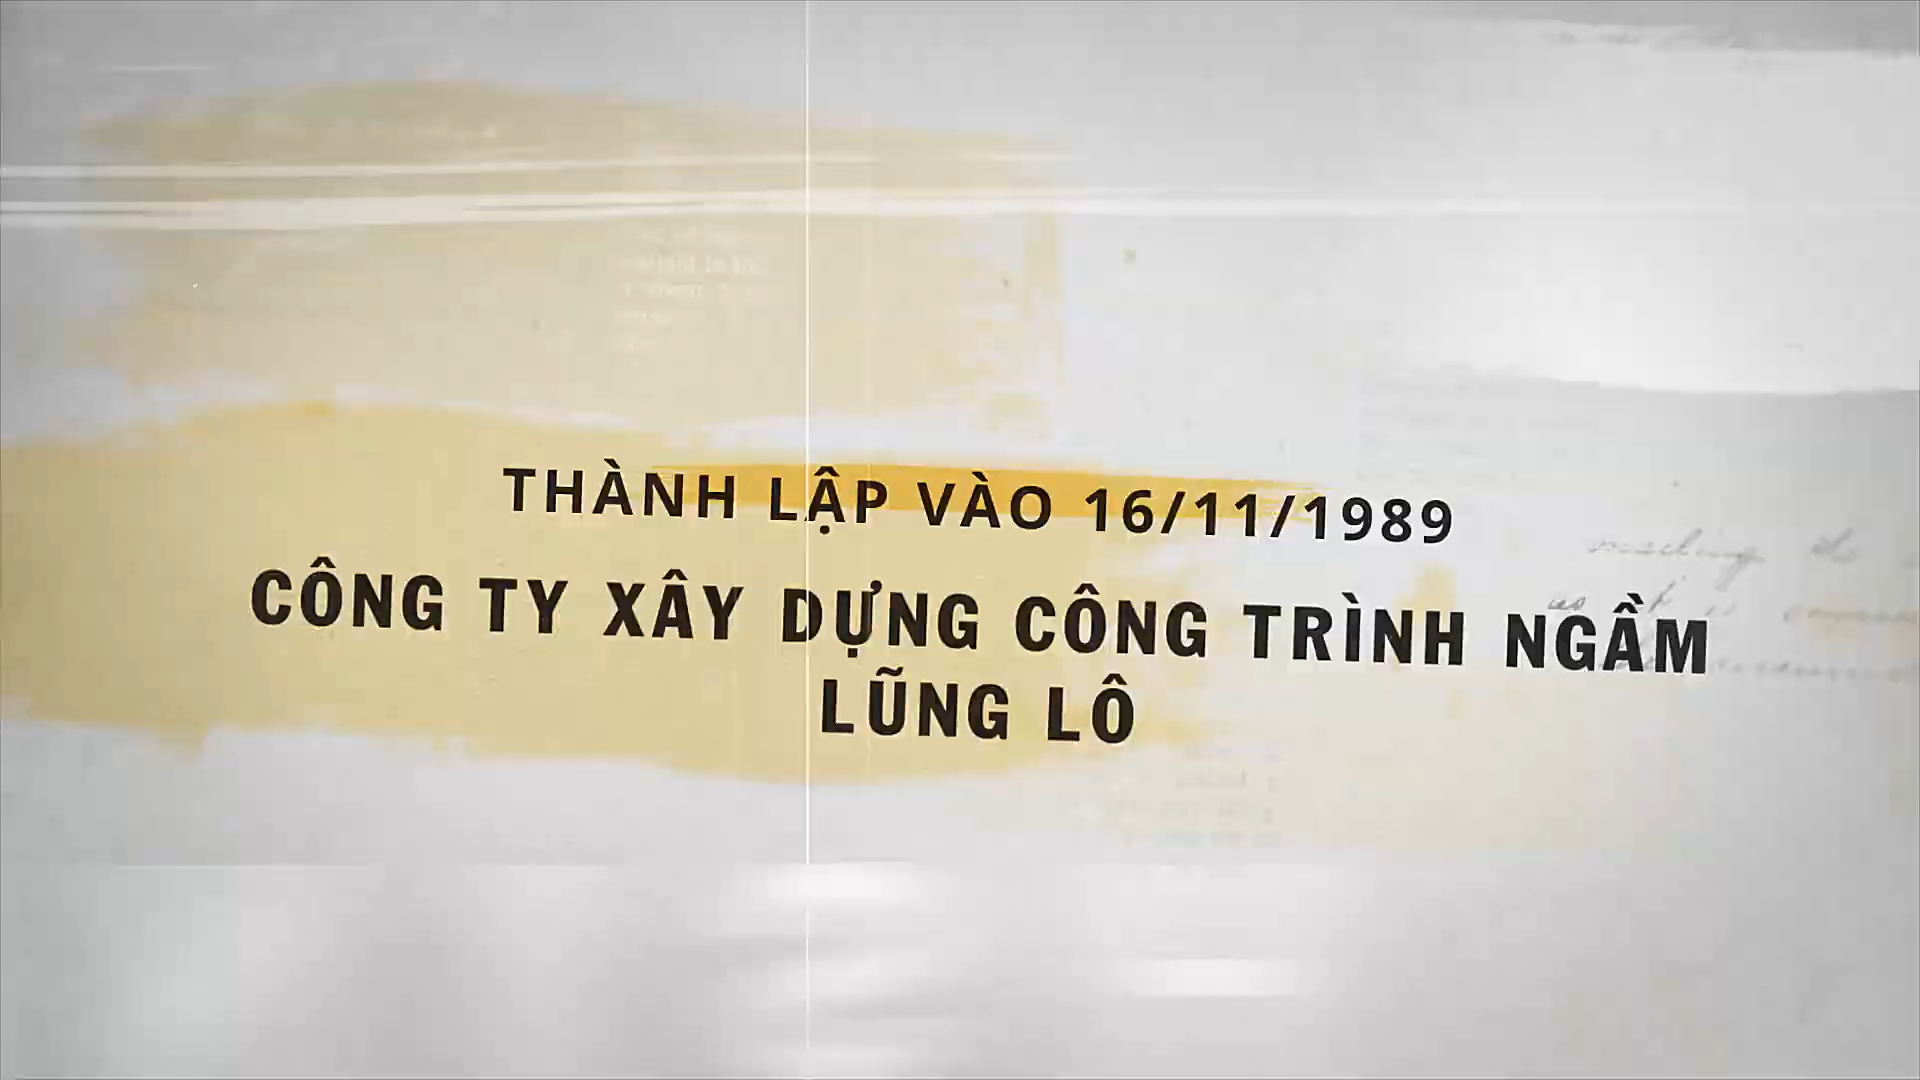 THÀNH LẬP VÀO 16/11/1989
CÔNG TY XÂY DỰNG CÔNG TRÌNH NGẦM
LŨNG LÔ